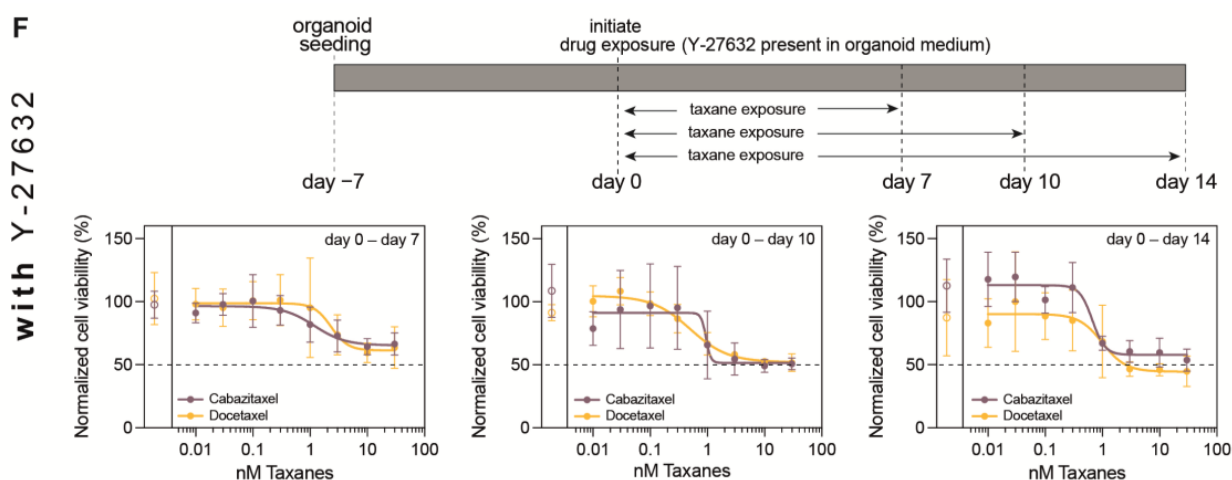 F
with Y-27632
organoid
seeding
initiate
drug exposure (Y-27632 present in organoid medium)
taxane exposure
taxane exposure
taxane exposure
day −7
day 0
day 7
day 10
day 14
Normalized cell viability (%)
150
100
50
0
day 0 – day 7
Cabazitaxel
Docetaxel
0.01 0.1 1 10 100
nM Taxanes
Normalized cell viability (%)
150
100
50
0
day 0 – day 10
Cabazitaxel
Docetaxel
0.01 0.1 1 10 100
nM Taxanes
Normalized cell viability (%)
150
100
50
0
day 0 – day 14
Cabazitaxel
Docetaxel
0.01 0.1 1 10 100
nM Taxanes